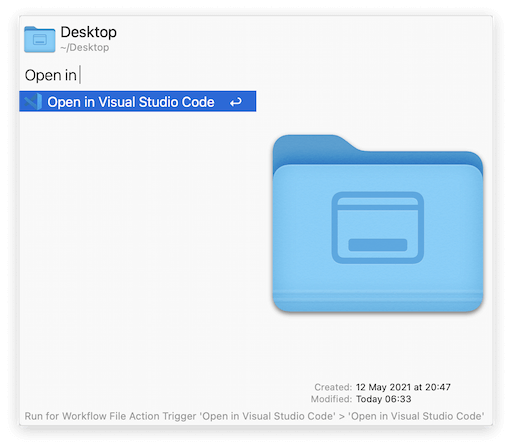 Desktop
~/Desktop
Open in
Open in Visual Studio Code
Created: 12 May 2021 at 20:47
Modified: Today 06:33
Run for Workflow File Action Trigger 'Open in Visual Studio Code' > 'Open in Visual Studio Code'